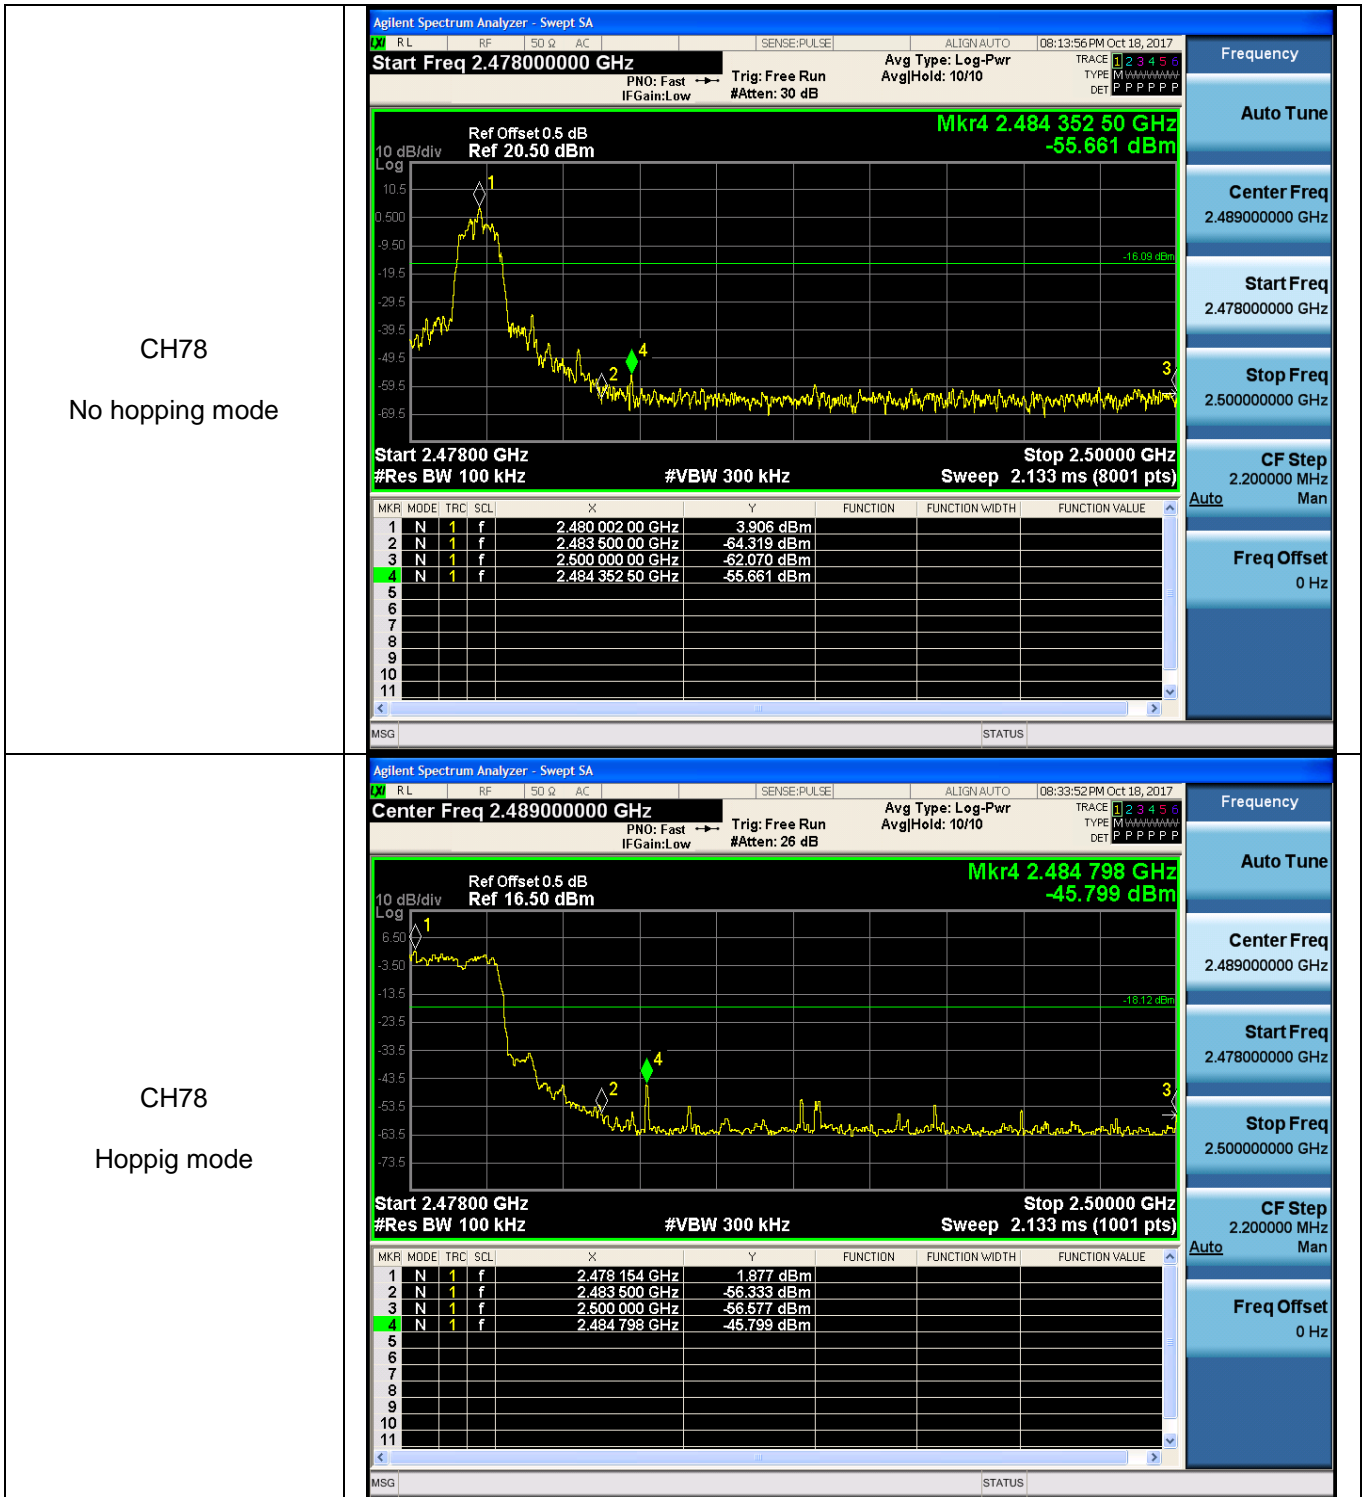 CH78
No hopping mode
Agilent Spectrum Analyzer - Swept SA
LXI RL RF 50 Ω AC SENSE:PULSE ALIGN AUTO 08:13:56 PM Oct 18, 2017
Start Freq 2.478000000 GHz
PNO: Fast
IFGain:Low
Trig: Free Run
#Atten: 30 dB
Avg Type: Log-Pwr
Avg|Hold: 10/10
TRACE 1 2 3 4 5 6
TYPE M W W W W W
DET P P P P P P
Ref Offset 0.5 dB
Ref 20.50 dBm
10 dB/div
Log
Mkr4 2.484 352 50 GHz
-55.661 dBm
10.5
0.500
-9.50
-19.5
-29.5
-39.5
-49.5
-59.5
-69.5
1
2
4
3
-16.09 dBm
Start 2.47800 GHz Stop 2.50000 GHz
#Res BW 100 kHz #VBW 300 kHz Sweep 2.133 ms (8001 pts)
MKR MODE TRC SCL X Y FUNCTION FUNCTION WIDTH FUNCTION VALUE
1 N 1 f 2.480 002 00 GHz 3.906 dBm
2 N 1 f 2.483 500 00 GHz -64.319 dBm
3 N 1 f 2.500 000 00 GHz -62.070 dBm
4 N 1 f 2.484 352 50 GHz -55.661 dBm
5
6
7
8
9
10
11
MSG STATUS
Frequency
Auto Tune
Center Freq
2.489000000 GHz
Start Freq
2.478000000 GHz
Stop Freq
2.500000000 GHz
CF Step
2.200000 MHz
Auto Man
Freq Offset
0 Hz
CH78
Hoppig mode
Agilent Spectrum Analyzer - Swept SA
LXI RL RF 50 Ω AC SENSE:PULSE ALIGN AUTO 08:33:52 PM Oct 18, 2017
Center Freq 2.489000000 GHz
PNO: Fast
IFGain:Low
Trig: Free Run
#Atten: 26 dB
Avg Type: Log-Pwr
Avg|Hold: 10/10
TRACE 1 2 3 4 5 6
TYPE M W W W W W
DET P P P P P P
Ref Offset 0.5 dB
Ref 16.50 dBm
10 dB/div
Log
Mkr4 2.484 798 GHz
-45.799 dBm
6.50
-3.50
-13.5
-23.5
-33.5
-43.5
-53.5
-63.5
-73.5
1
2
4
3
-18.12 dBm
Start 2.47800 GHz Stop 2.50000 GHz
#Res BW 100 kHz #VBW 300 kHz Sweep 2.133 ms (1001 pts)
MKR MODE TRC SCL X Y FUNCTION FUNCTION WIDTH FUNCTION VALUE
1 N 1 f 2.478 154 GHz 1.877 dBm
2 N 1 f 2.483 500 GHz -56.333 dBm
3 N 1 f 2.500 000 GHz -56.577 dBm
4 N 1 f 2.484 798 GHz -45.799 dBm
5
6
7
8
9
10
11
MSG STATUS
Frequency
Auto Tune
Center Freq
2.489000000 GHz
Start Freq
2.478000000 GHz
Stop Freq
2.500000000 GHz
CF Step
2.200000 MHz
Auto Man
Freq Offset
0 Hz